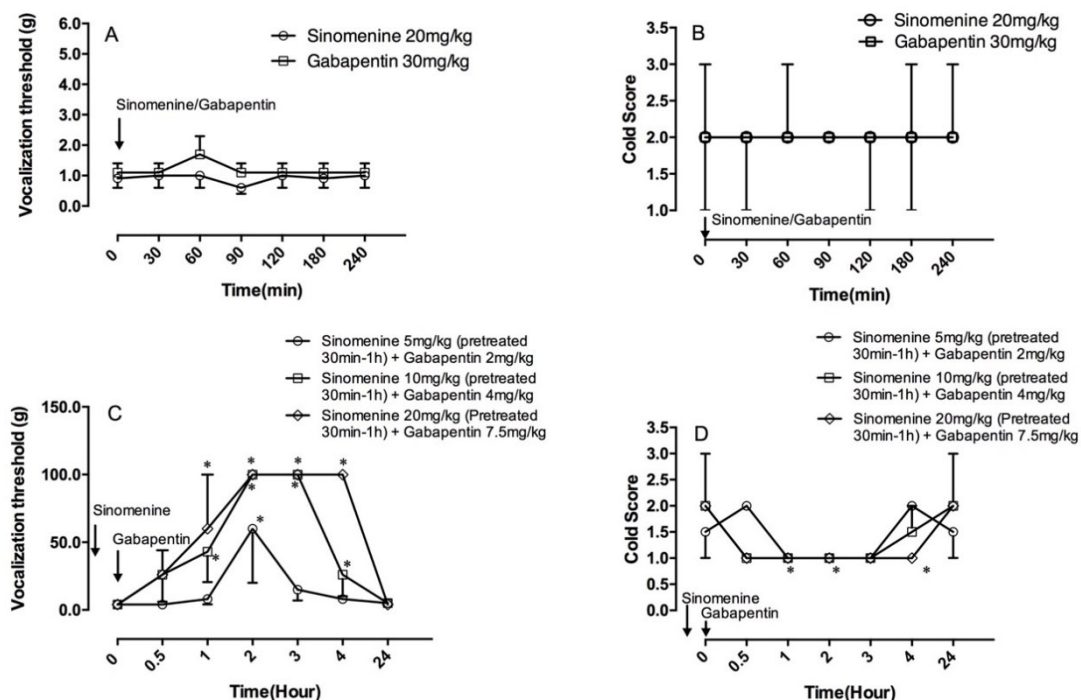 A
Sinomenine 20mg/kg
Gabapentin 30mg/kg
Vocalization threshold (g)
6.0
5.0
4.0
3.0
2.0
1.0
0.0
Sinomenine/Gabapentin
0
30
60
90
120
180
240
Time(min)
B
Sinomenine 20mg/kg
Gabapentin 30mg/kg
Cold Score
3.5
3.0
2.5
2.0
1.5
1.0
Sinomenine/Gabapentin
0
30
60
90
120
180
240
Time(min)
Sinomenine 5mg/kg (pretreated
30min-1h) + Gabapentin 2mg/kg
Sinomenine 10mg/kg (pretreated
30min-1h) + Gabapentin 4mg/kg
Sinomenine 20mg/kg (Pretreated
30min-1h) + Gabapentin 7.5mg/kg
C
Vocalization threshold (g)
150.0
100.0
50.0
0.0
* * * *
* *
*
* *
Sinomenine
Gabapentin
0
0.5
1
2
3
4
24
Time(Hour)
Sinomenine 5mg/kg (pretreated
30min-1h) + Gabapentin 2mg/kg
Sinomenine 10mg/kg (pretreated
30min-1h) + Gabapentin 4mg/kg
Sinomenine 20mg/kg (Pretreated
30min-1h) + Gabapentin 7.5mg/kg
D
Cold Score
3.5
3.0
2.5
2.0
1.5
1.0
0.5
0.0
* * *
Sinomenine
Gabapentin
0
0.5
1
2
3
4
24
Time(Hour)